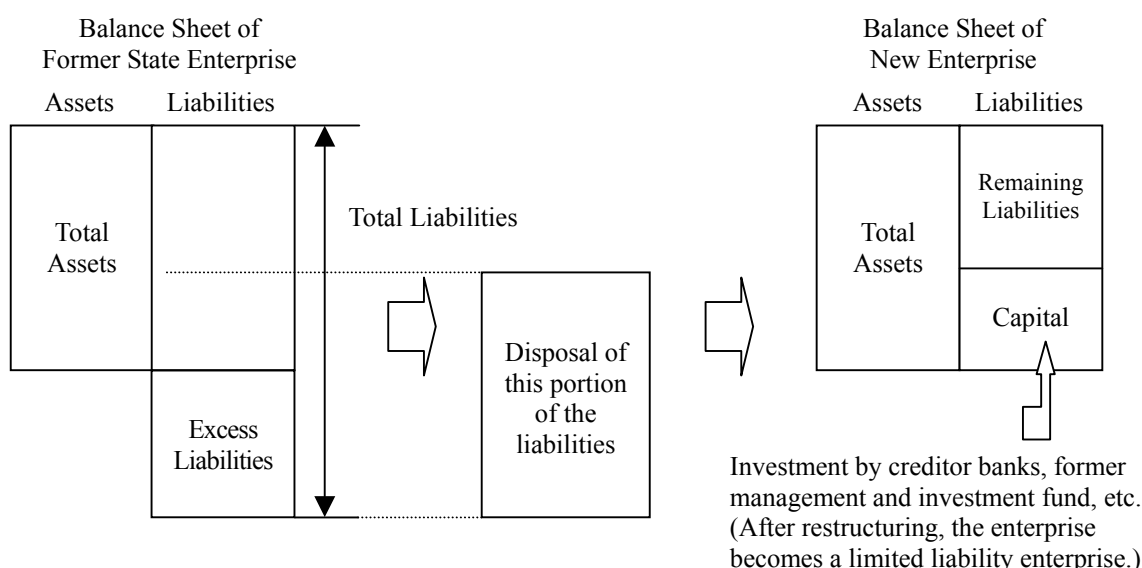 Balance Sheet of
Former State Enterprise
Assets Liabilities
Total
Assets
Excess
Liabilities
Total Liabilities
Disposal of
this portion
of the
liabilities
Balance Sheet of
New Enterprise
Assets Liabilities
Total
Assets
Remaining
Liabilities
Capital
Investment by creditor banks, former
management and investment fund, etc.
(After restructuring, the enterprise
becomes a limited liability enterprise.)